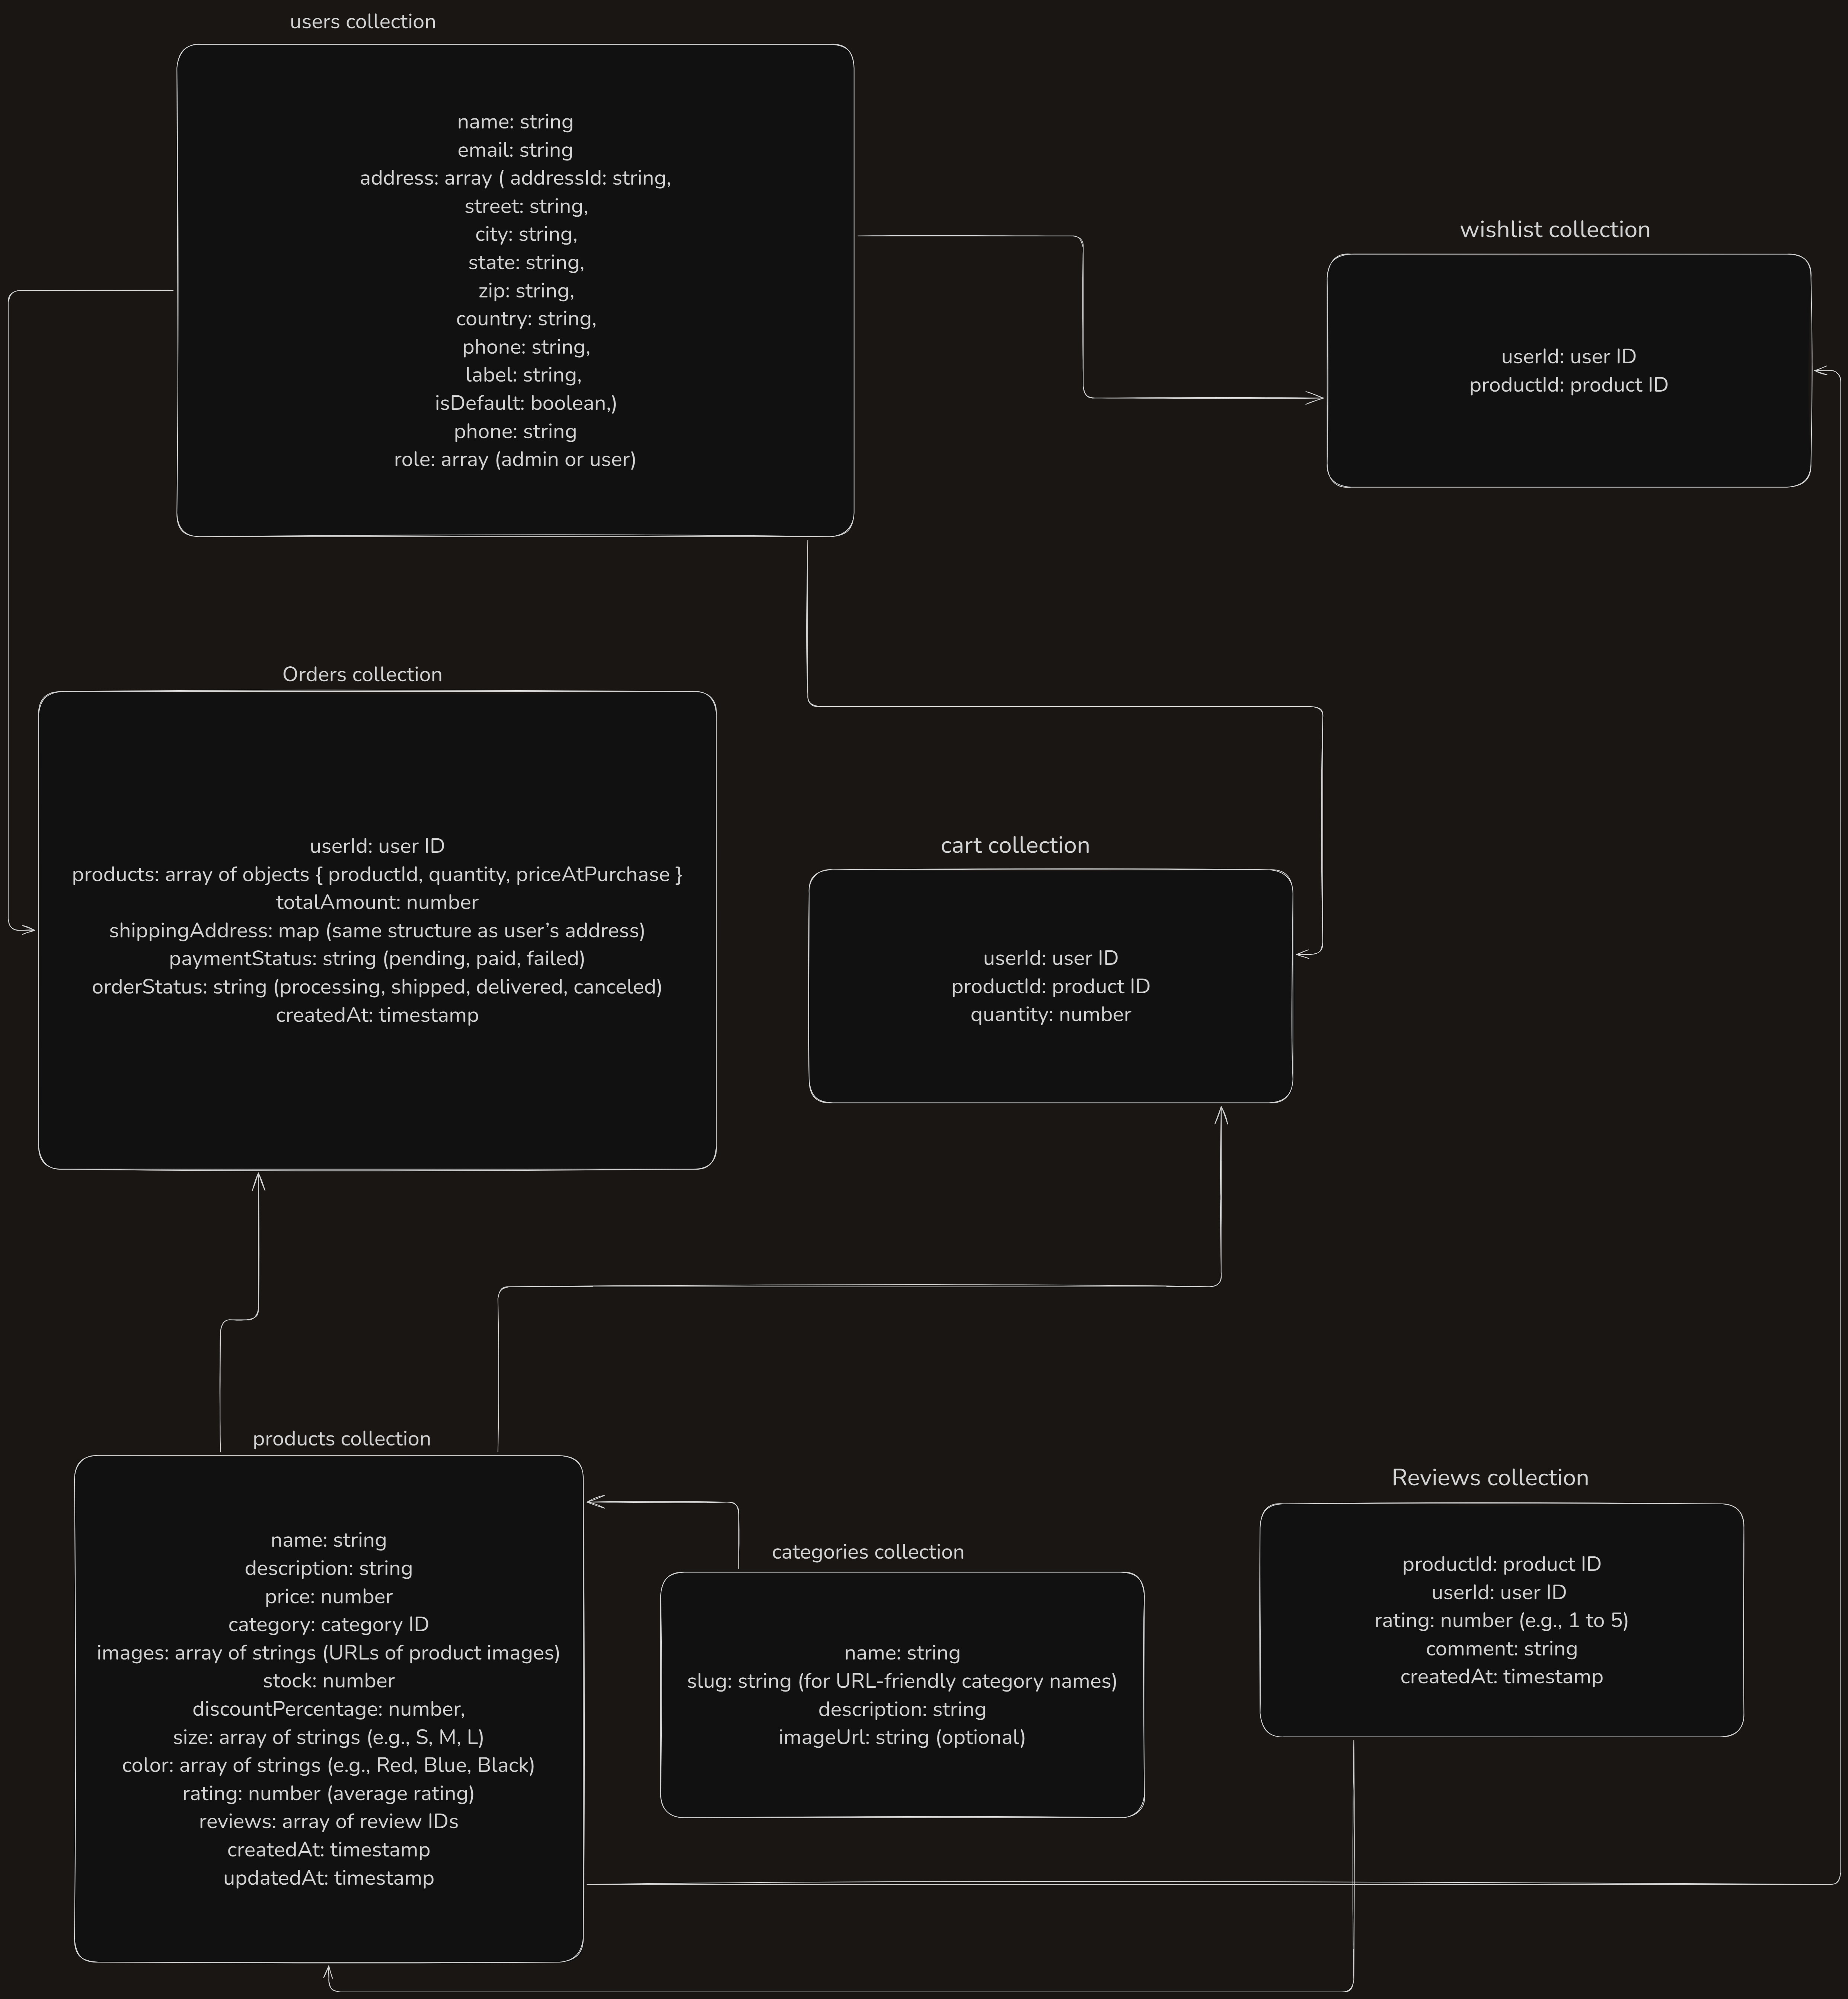 users collection
name: string
email: string
address: array ( addressId: string,
street: string,
city: string,
state: string,
zip: string,
country: string,
phone: string,
label: string,
isDefault: boolean,)
phone: string
role: array (admin or user)
wishlist collection
userId: user ID
productId: product ID
Orders collection
userId: user ID
products: array of objects { productId, quantity, priceAtPurchase }
totalAmount: number
shippingAddress: map (same structure as user’s address)
paymentStatus: string (pending, paid, failed)
orderStatus: string (processing, shipped, delivered, canceled)
createdAt: timestamp
cart collection
userId: user ID
productId: product ID
quantity: number
products collection
name: string
description: string
price: number
category: category ID
images: array of strings (URLs of product images)
stock: number
discountPercentage: number,
size: array of strings (e.g., S, M, L)
color: array of strings (e.g., Red, Blue, Black)
rating: number (average rating)
reviews: array of review IDs
createdAt: timestamp
updatedAt: timestamp
categories collection
name: string
slug: string (for URL-friendly category names)
description: string
imageUrl: string (optional)
Reviews collection
productId: product ID
userId: user ID
rating: number (e.g., 1 to 5)
comment: string
createdAt: timestamp